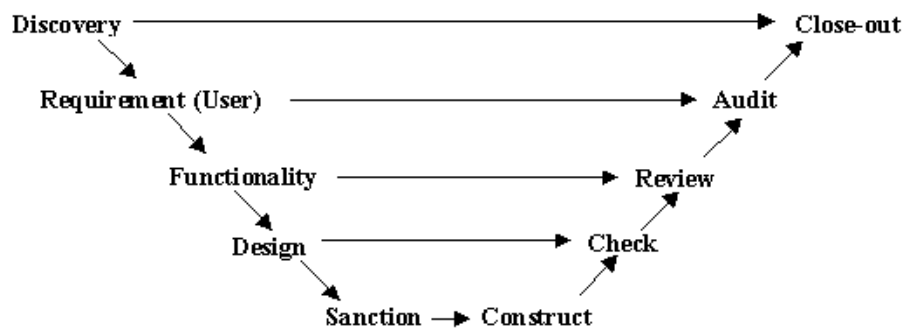 Discovery Close-out
Requirement (User) Audit
Functionality Review
Design Check
Sanction Construct